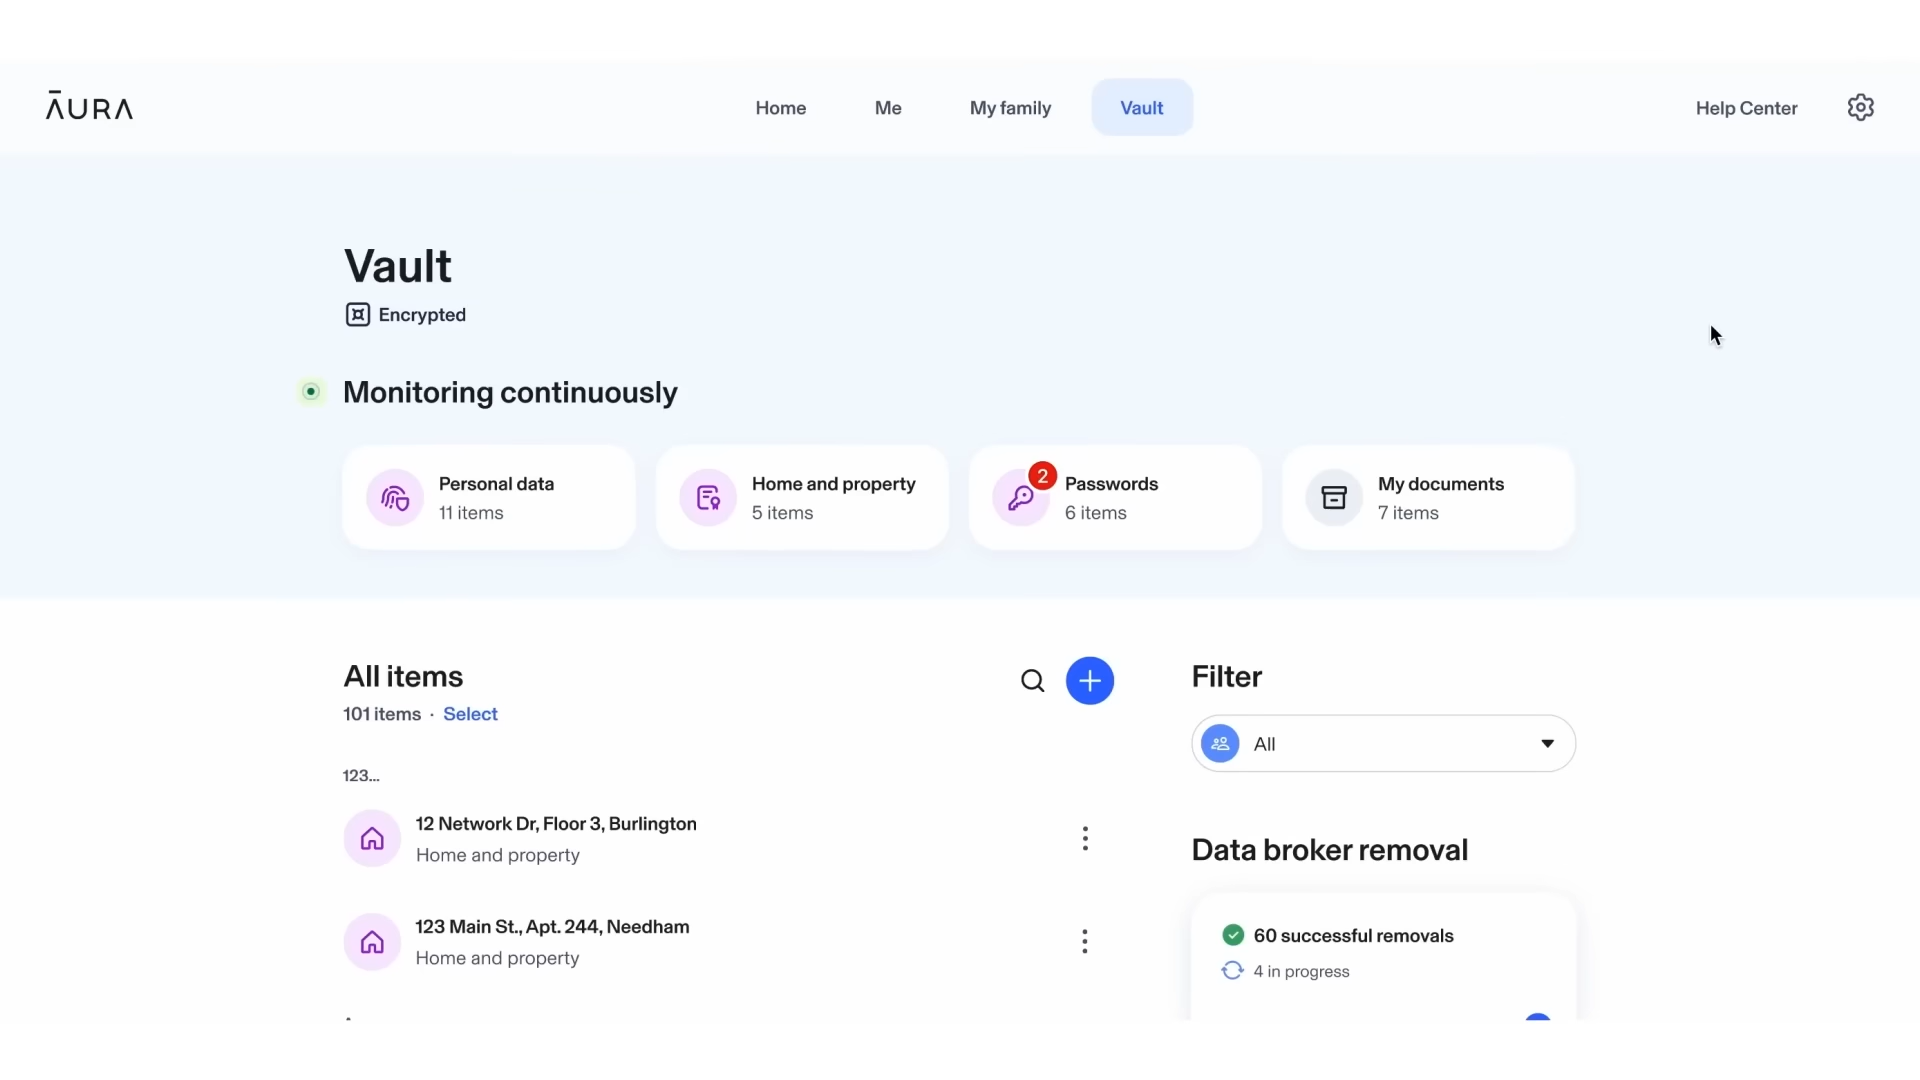 ĀURA
Home
Me
My family
Vault
Help Center
Vault
Encrypted
Monitoring continuously
Personal data
11 items
Home and property
5 items
2
Passwords
6 items
My documents
7 items
All items
101 items · Select
123...
12 Network Dr, Floor 3, Burlington
Home and property
123 Main St., Apt. 244, Needham
Home and property
Filter
All
Data broker removal
60 successful removals
4 in progress